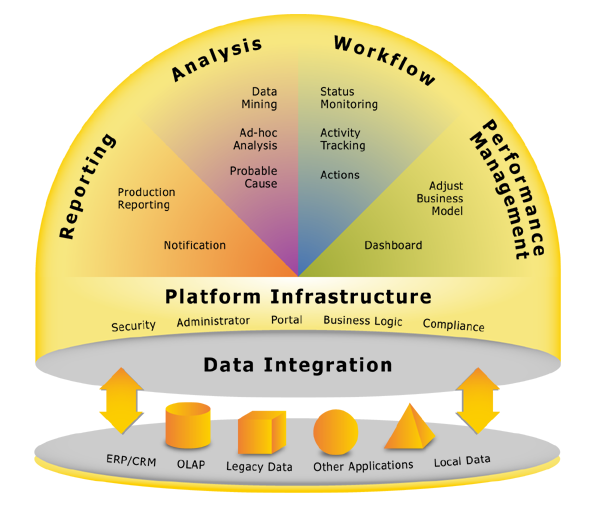 Analysis
Workflow
Reporting
Performance
Management
Data
Mining
Ad-hoc
Analysis
Probable
Cause
Status
Monitoring
Activity
Tracking
Actions
Production
Reporting
Notification
Adjust
Business
Model
Dashboard
Platform Infrastructure
Security Administrator Portal Business Logic Compliance
Data Integration
ERP/CRM OLAP Legacy Data Other Applications Local Data